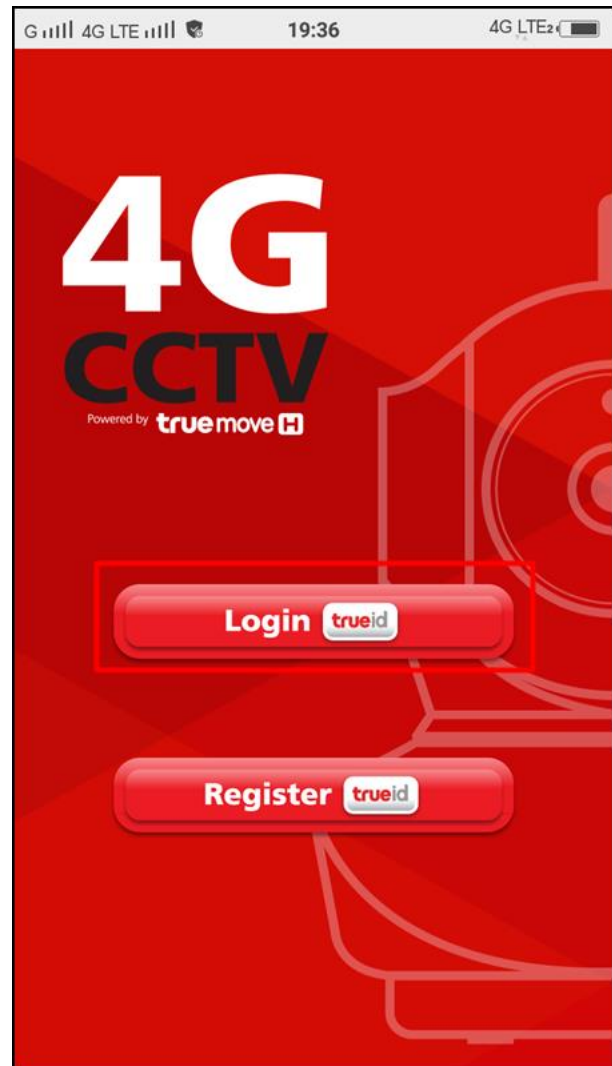 G 4G LTE 19:36 4G LTE2
4G
CCTV
Powered by truemove H
Login trueid
Register trueid